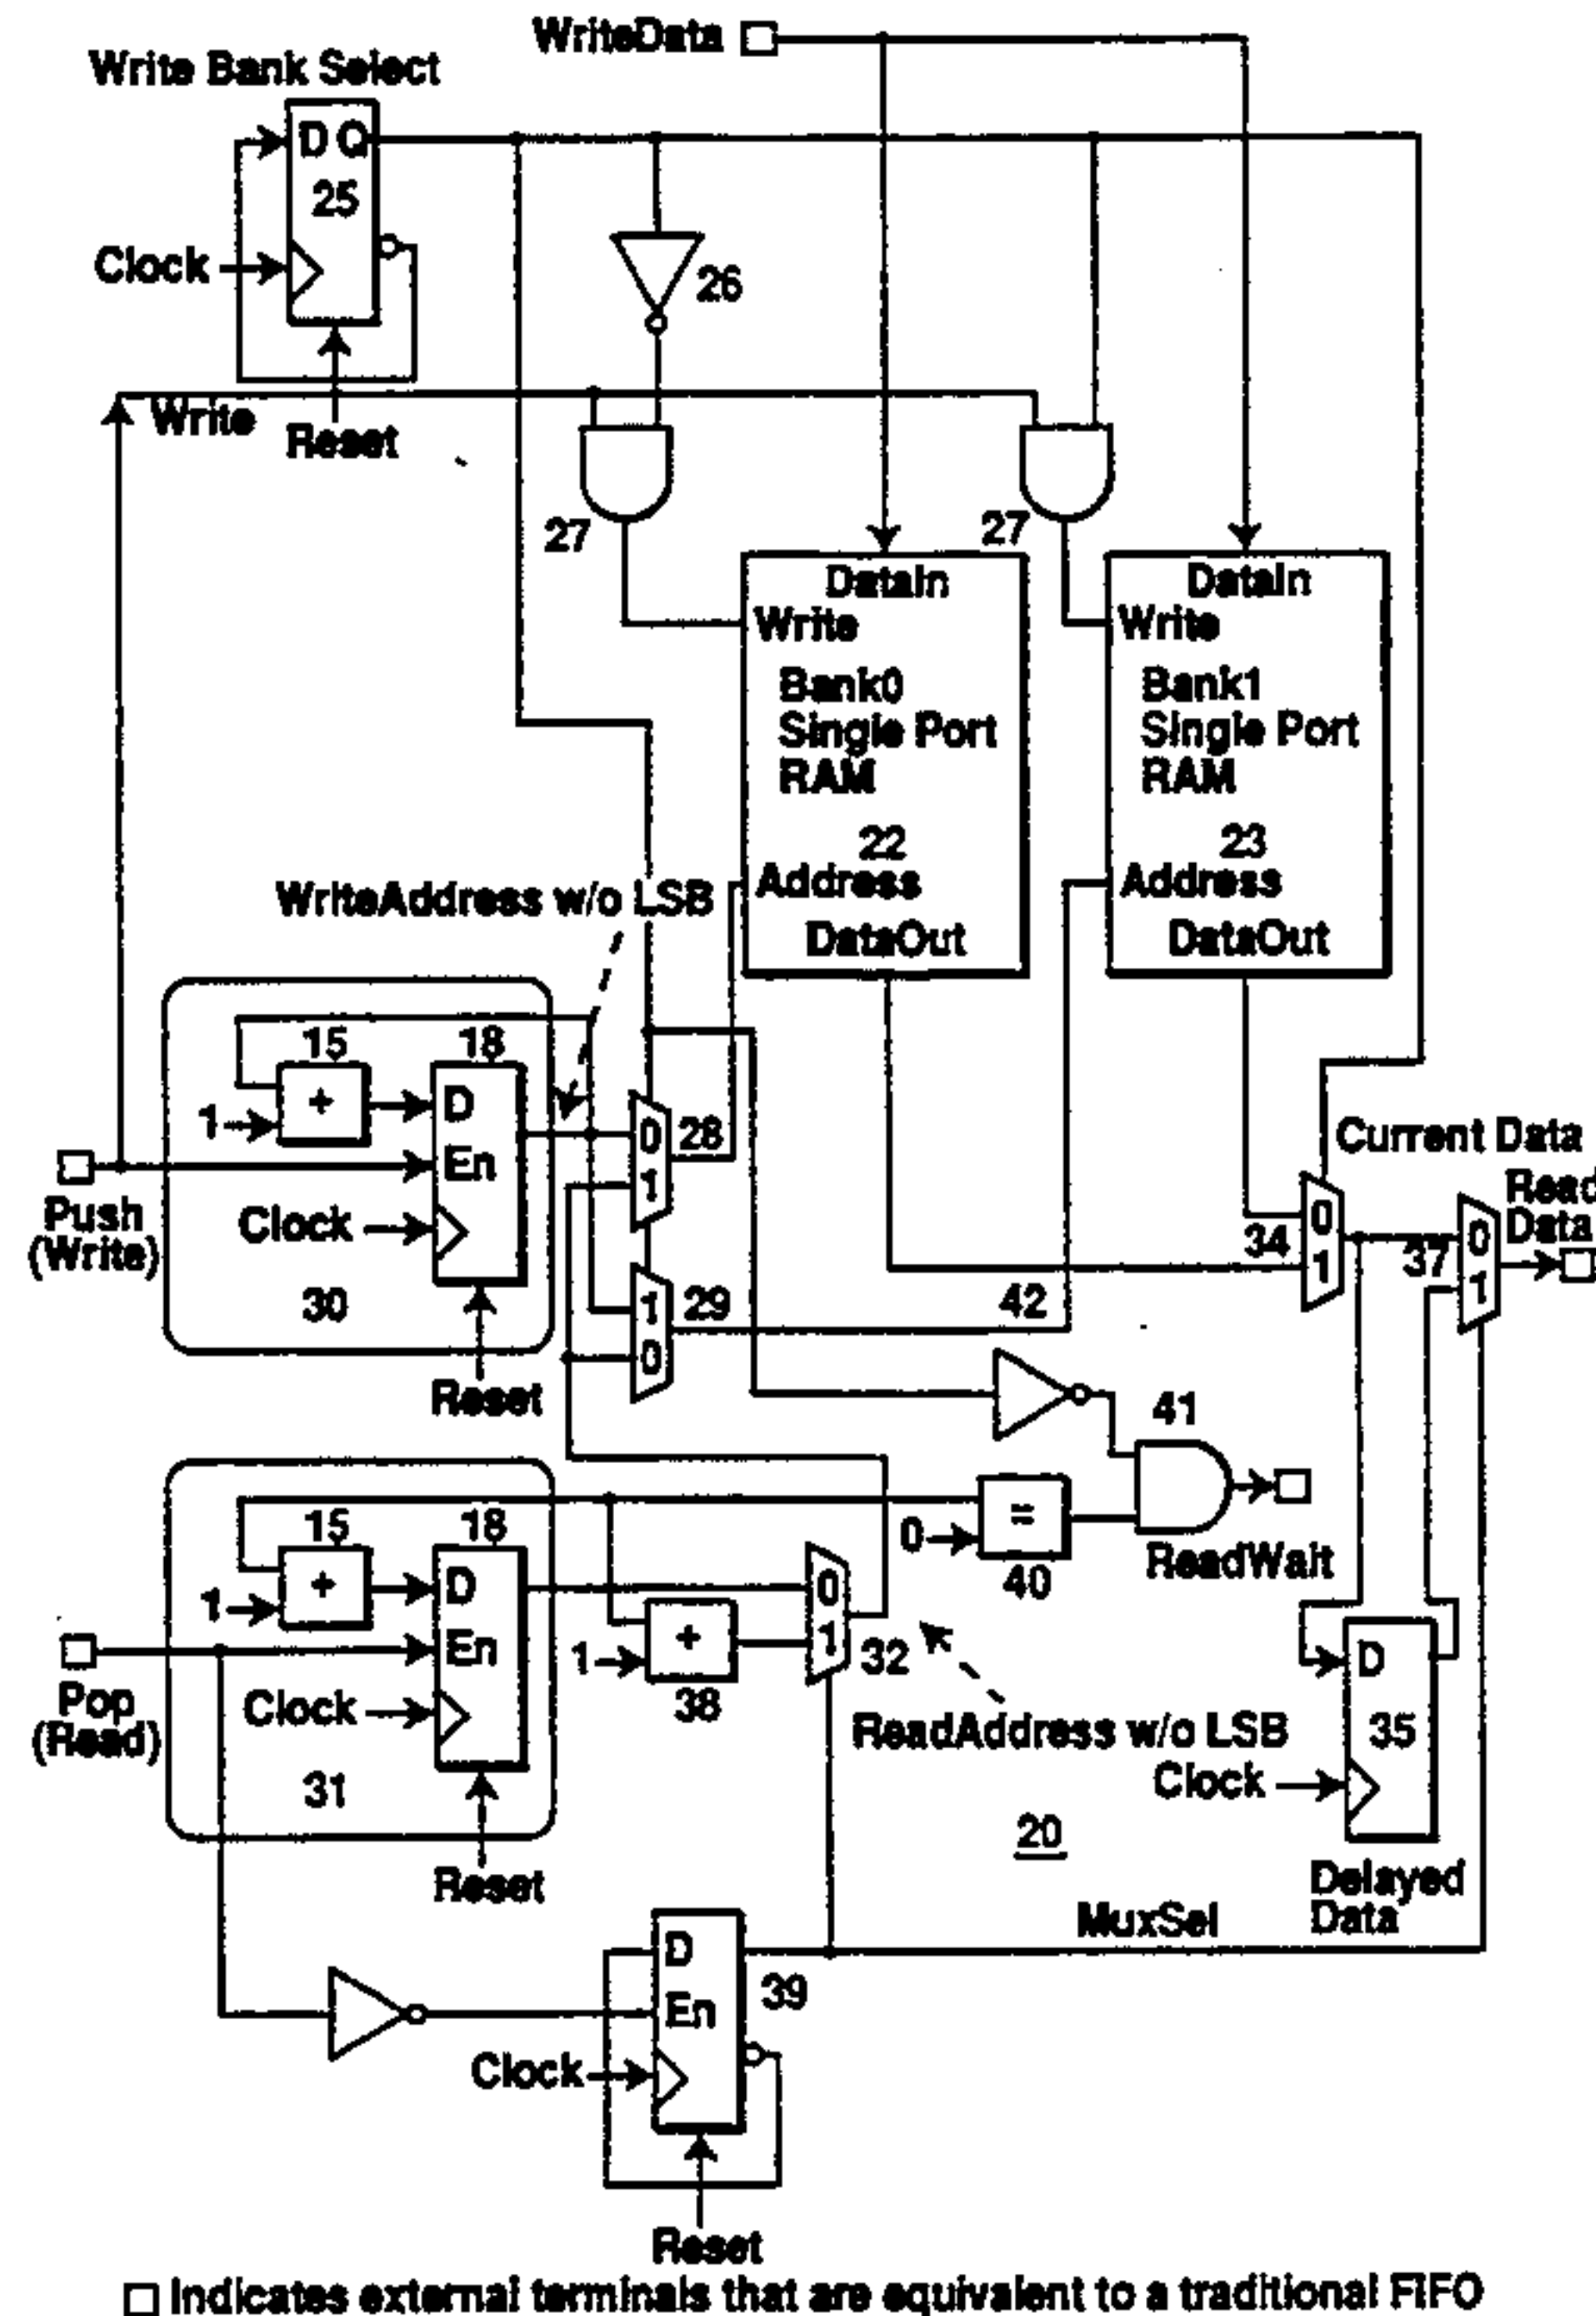 WriteData
Write Bank Select
D Q
25
Clock
26
Write
Reset
27
27
DataIn
Write
Bank0
Single Port
RAM
22
Address
DataOut
DataIn
Write
Bank1
Single Port
RAM
23
Address
DataOut
WriteAddress w/o LSB
15
18
+
1
D
En
Clock
Push
(Write)
30
Reset
0
1
28
1
0
29
42
Current Data
Read
Data
0
1
34
37
0
1
41
15
18
+
1
D
En
Clock
Pop
(Read)
31
Reset
0
=
40
ReadWait
0
1
32
+
1
38
ReadAddress w/o LSB
Clock
D
35
20
Delayed
Data
MuxSel
D
En
39
Clock
Reset
Indicates external terminals that are equivalent to a traditional FIFO